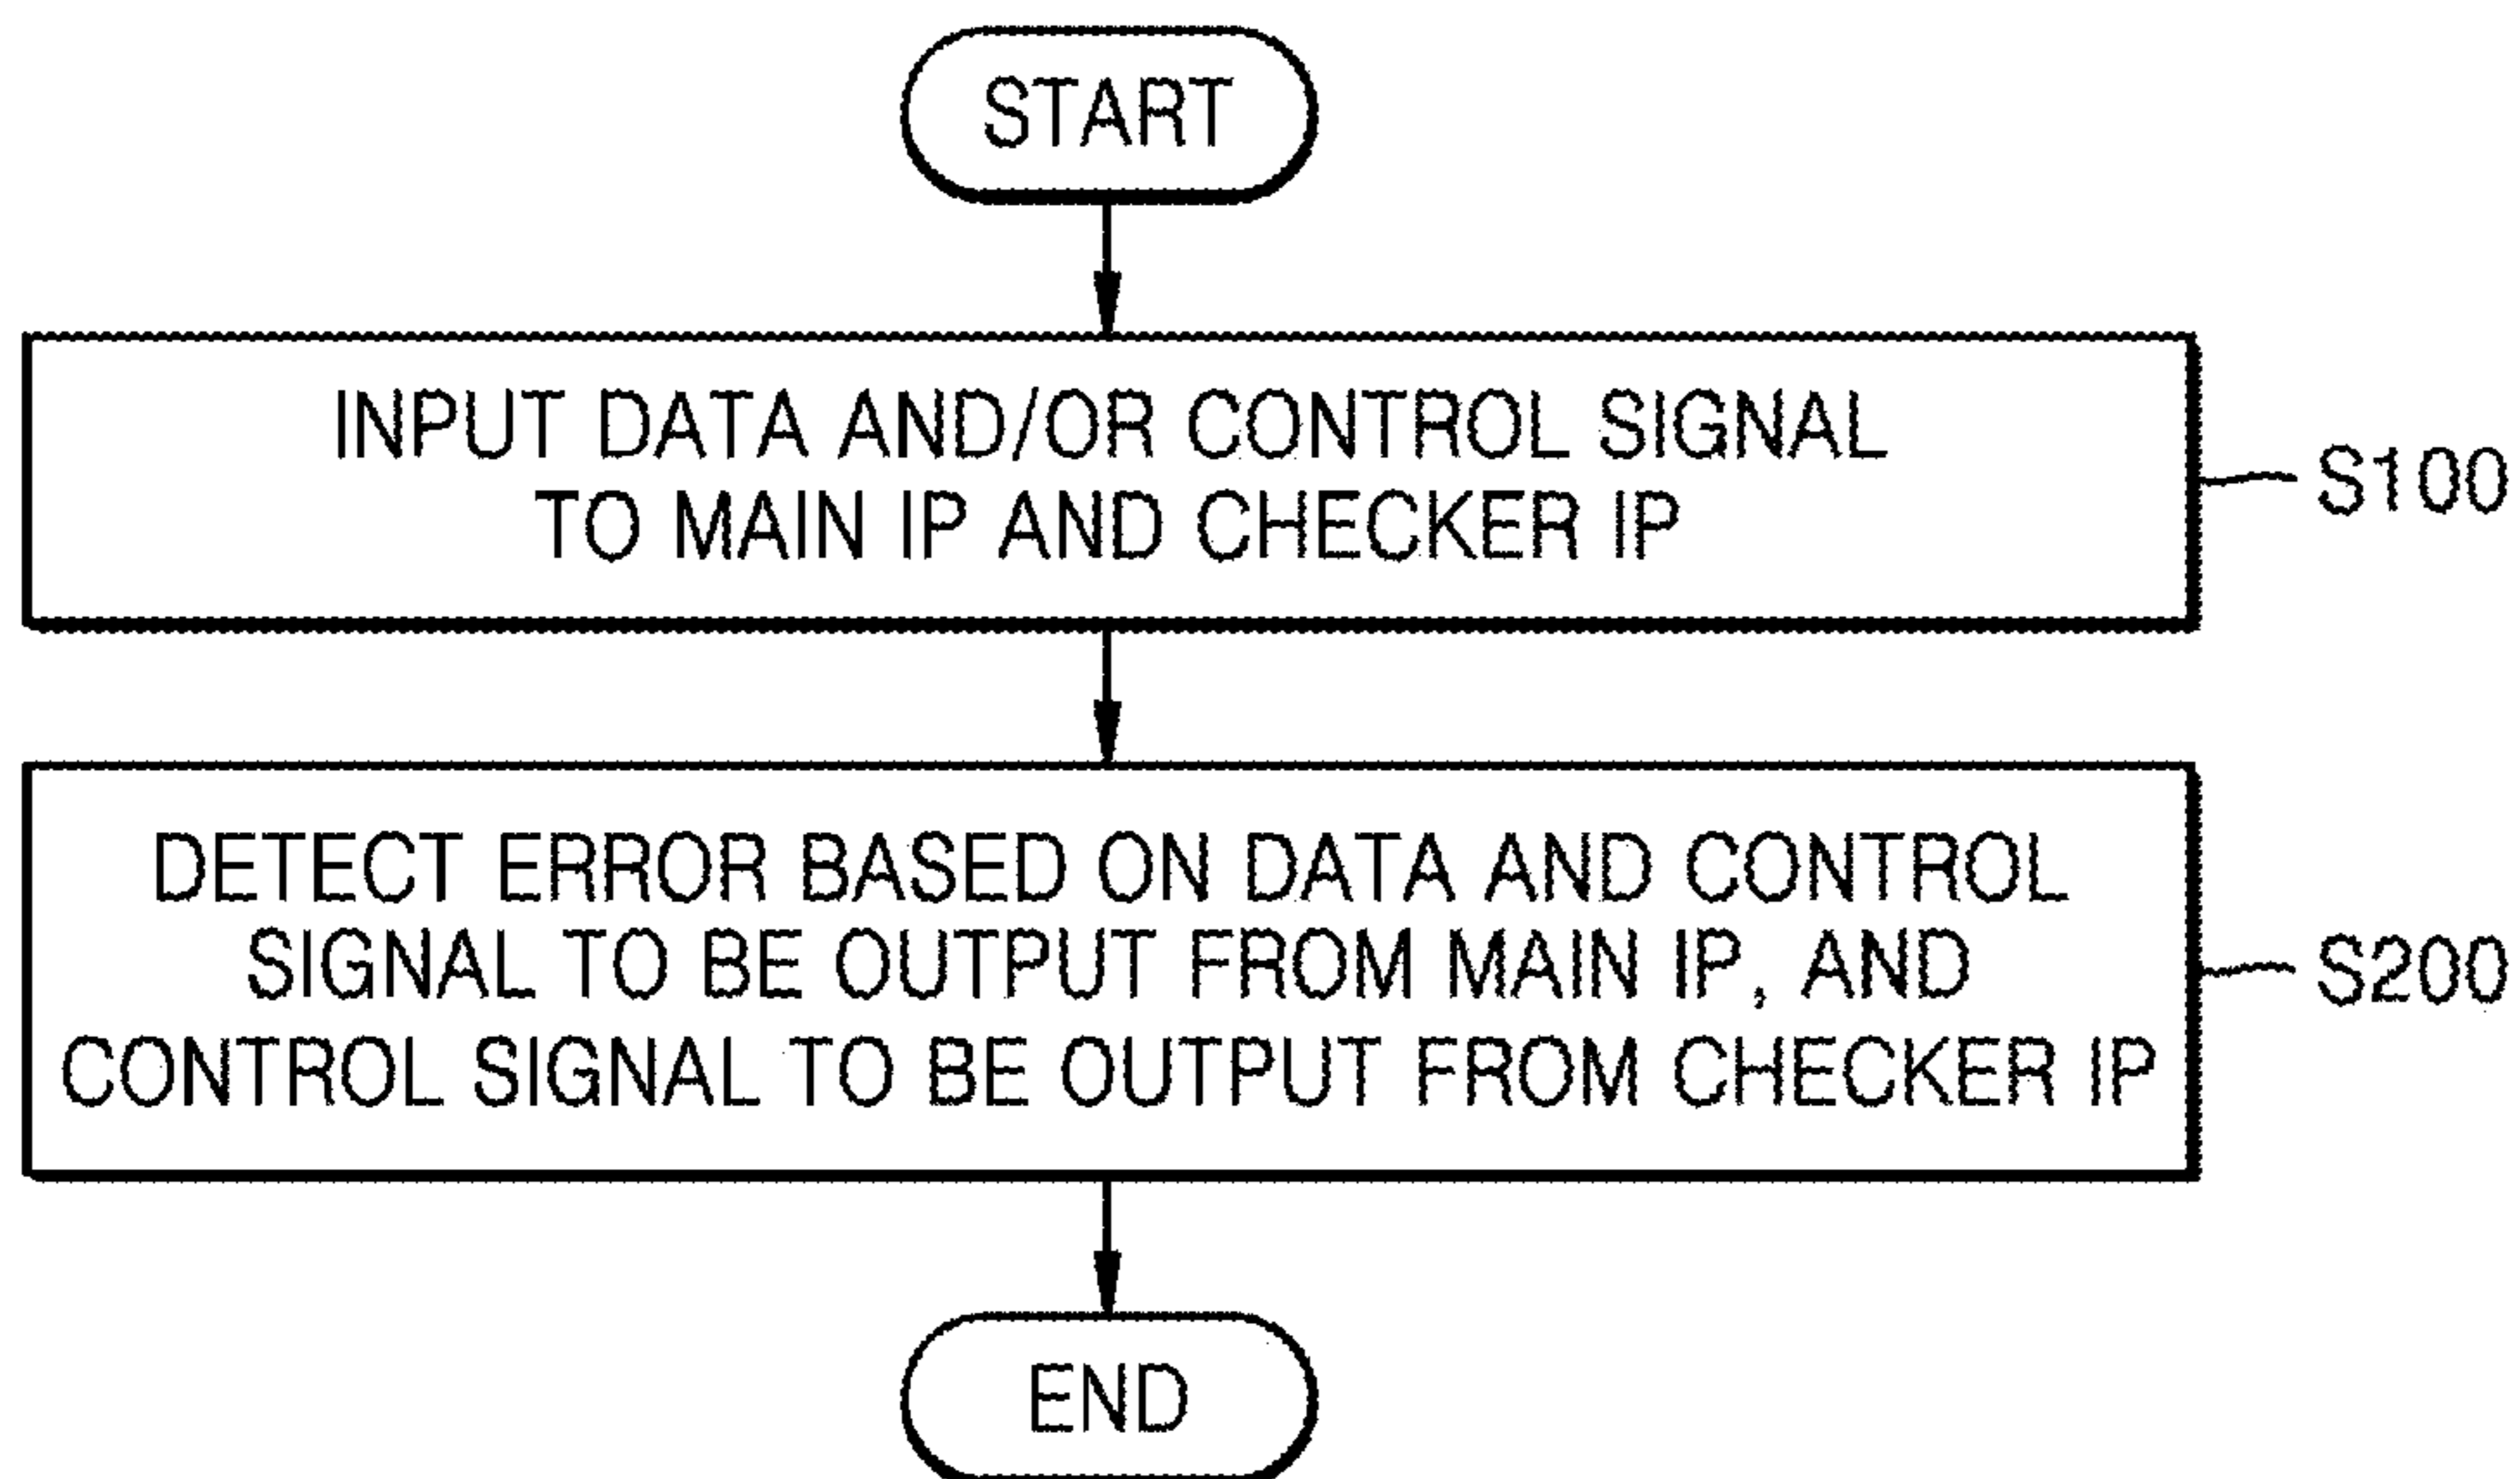 START
INPUT DATA AND/OR CONTROL SIGNAL
TO MAIN IP AND CHECKER IP
S100
DETECT ERROR BASED ON DATA AND CONTROL
SIGNAL TO BE OUTPUT FROM MAIN IP, AND
CONTROL SIGNAL TO BE OUTPUT FROM CHECKER IP
S200
END